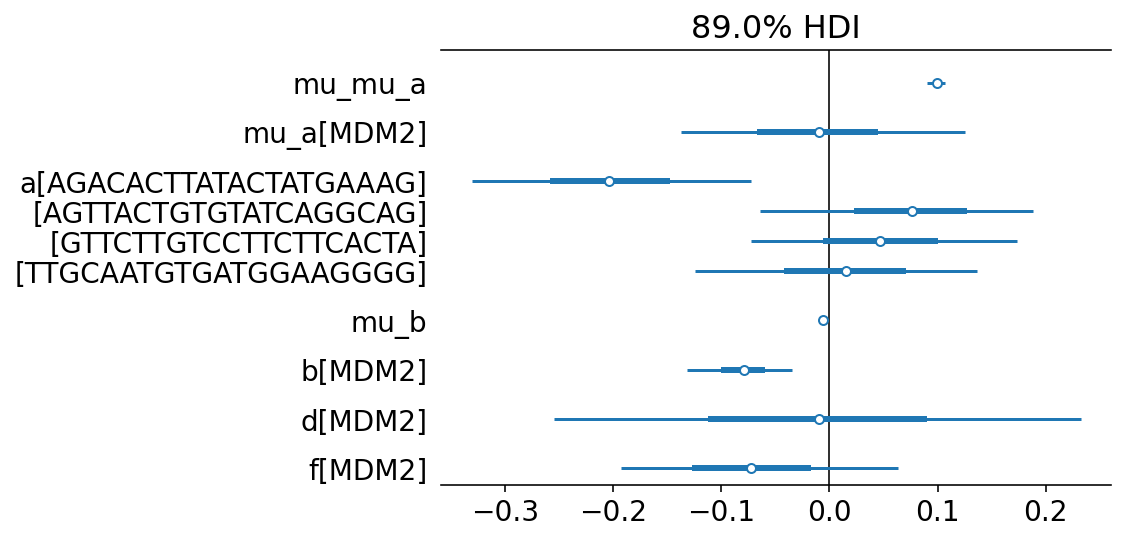 89.0% HDI
mu_mu_a
mu_a[MDM2]
a[AGACACTTATACTATGAAAG]
[AGTTACTGTGTATCAGGCAG]
[GTTCTTGTCCTTCTTCACTA]
[TTGCAATGTGATGGAAGGGG]
mu_b
b[MDM2]
d[MDM2]
f[MDM2]
−0.3 −0.2 −0.1 0.0 0.1 0.2